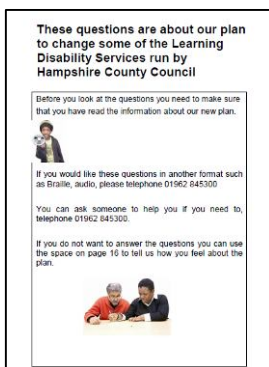 These questions are about our plan
to change some of the Learning
Disability Services run by
Hampshire County Council
Before you look at the questions you need to make sure
that you have read the information about our new plan.
If you would like these questions in another format such
as Braille, audio, please telephone 01962 845300
You can ask someone to help you if you need to,
telephone 01962 845300.
If you do not want to answer the questions you can use
the space on page 16 to tell us how you feel about the
plan.